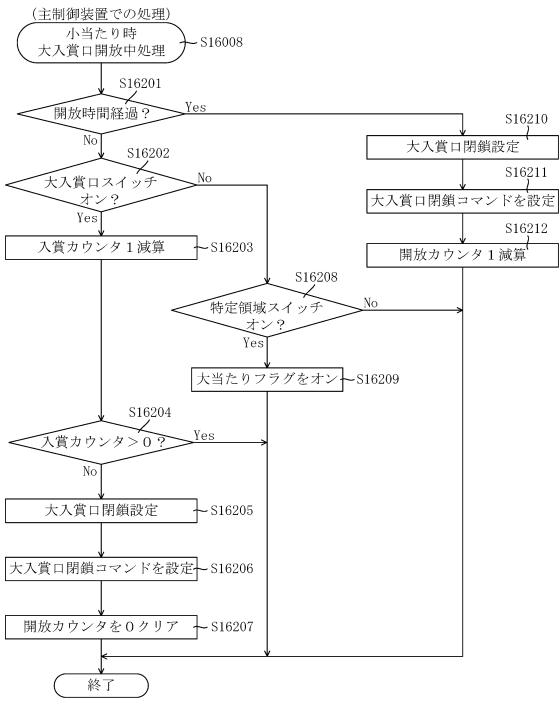 (主制御装置での処理)
小当たり時
大入賞口開放中処理
S16008
S16201
開放時間経過?
Yes
No
S16202
大入賞口スイッチ
オン?
No
Yes
入賞カウンタ1減算
S16203
S16210
大入賞口閉鎖設定
S16211
大入賞口閉鎖コマンドを設定
S16212
開放カウンタ1減算
S16208
特定領域スイッチ
オン?
No
Yes
大当たりフラグをオン
S16209
S16204
入賞カウンタ>0?
Yes
No
大入賞口閉鎖設定
S16205
大入賞口閉鎖コマンドを設定
S16206
開放カウンタを0クリア
S16207
終了